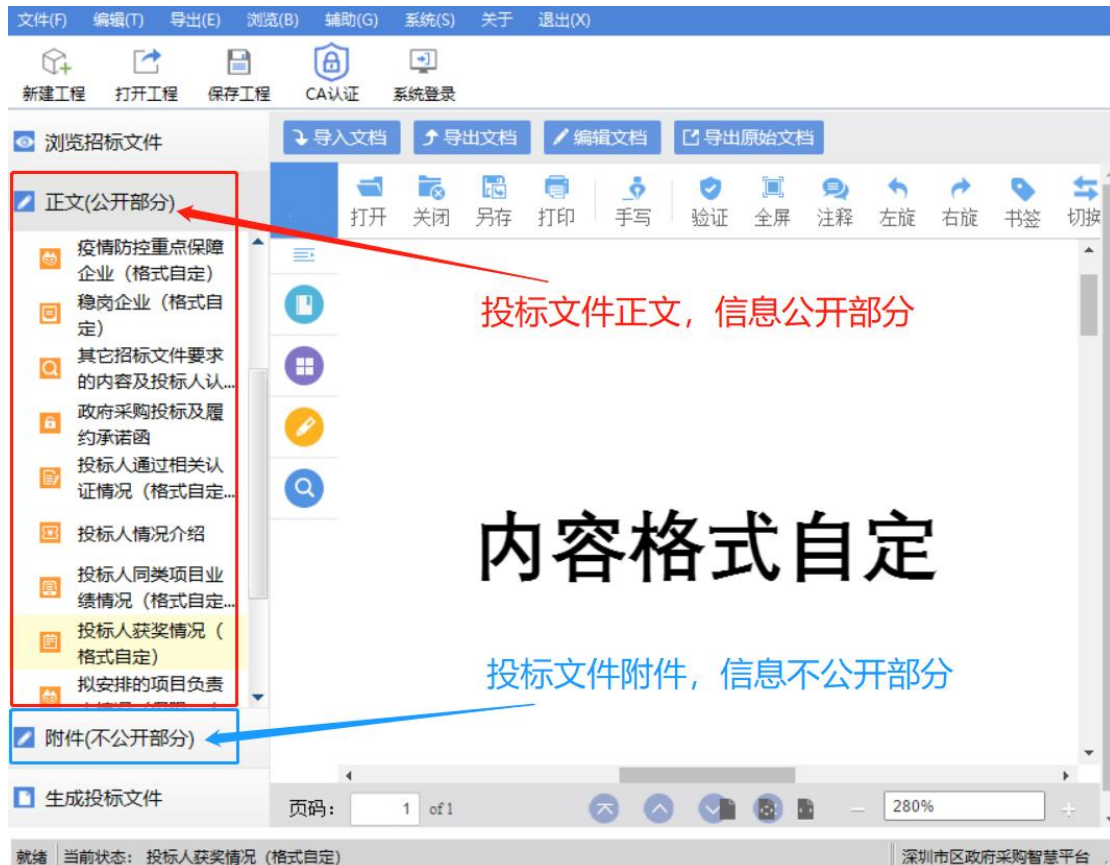 文件(F) 编辑(T) 导出(E) 浏览(B) 辅助(G) 系统(S) 关于 退出(X)
新建工程 打开工程 保存工程 CA认证 系统登录
浏览招标文件
导入文档 导出文档 编辑文档 导出原始文档
正文(公开部分)
打开 关闭 另存 打印 手写 验证 全屏 注释 左旋 右旋 书签 切换
疫情防控重点保障
企业（格式自定）
稳岗企业（格式自
定）
其它招标文件要求
的内容及投标人认...
政府采购投标及履
约承诺函
投标人通过相关认
证情况（格式自定...
投标人情况介绍
投标人同类项目业
绩情况（格式自定...
投标人获奖情况（
格式自定）
拟安排的项目负责
投标文件正文，信息公开部分
内容格式自定
投标文件附件，信息不公开部分
附件(不公开部分)
生成投标文件
页码: 1 of 1 280%
就绪 当前状态: 投标人获奖情况（格式自定） 深圳市区政府采购智慧平台